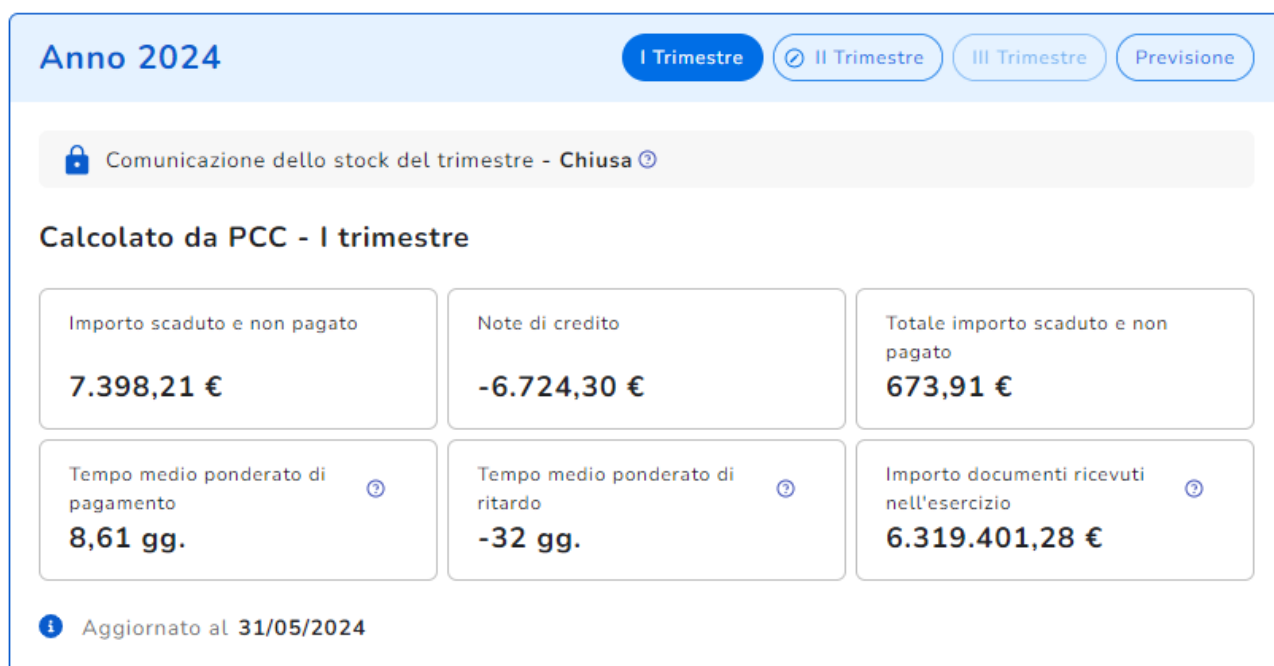 Anno 2024
I Trimestre
II Trimestre
III Trimestre
Previsione
Comunicazione dello stock del trimestre - Chiusa
Calcolato da PCC - I trimestre
Importo scaduto e non pagato
7.398,21 €
Note di credito
-6.724,30 €
Totale importo scaduto e non
pagato
673,91 €
Tempo medio ponderato di
pagamento
8,61 gg.
Tempo medio ponderato di
ritardo
-32 gg.
Importo documenti ricevuti
nell'esercizio
6.319.401,28 €
Aggiornato al 31/05/2024